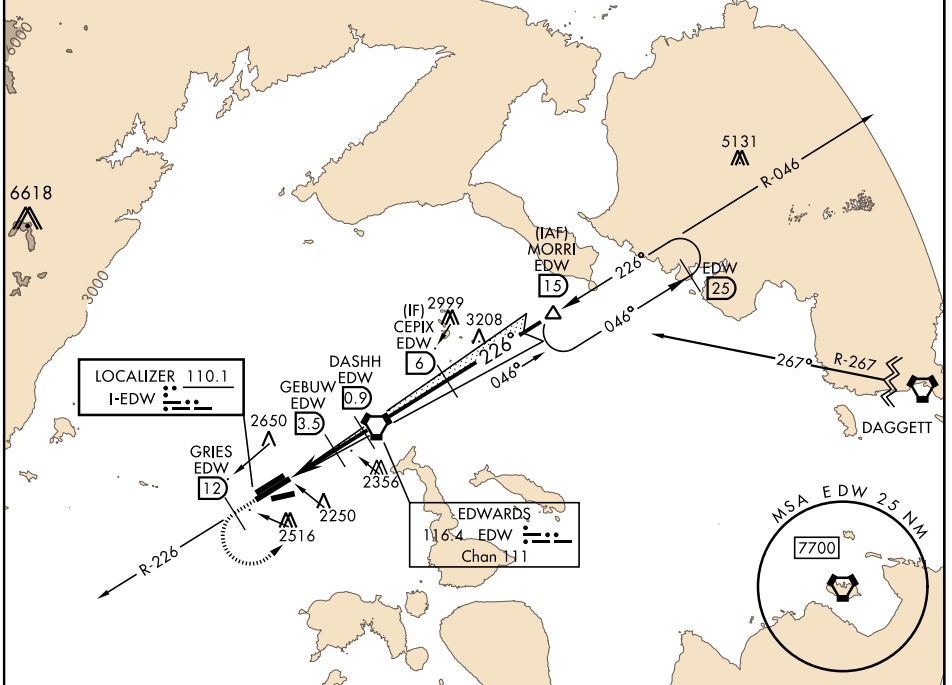 6000
6618
3000
5131
R-046
(IAF)
MORRI
EDW
15
226°
EDW
25
046°
(IF)
CEPIX
EDW
6
2999
3208
226°
046°
267°
R-267
DAGGETT
DASHH
EDW
0.9
GEBUW
EDW
3.5
LOCALIZER 110.1
I-EDW
2650
GRIES
EDW
12
2356
2250
2516
R-226
EDWARDS
116.4 EDW
Chan 111
MSA EDW 25 NM
7700